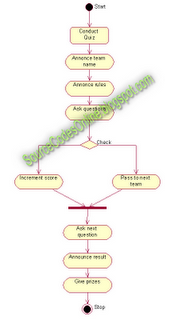 Start
Conduct
Quiz
Annonce team
name
Annonce rules
Ask questions
Check
Increment score
Pass to next
team
Ask next
question
Announce result
Give prizes
Stop